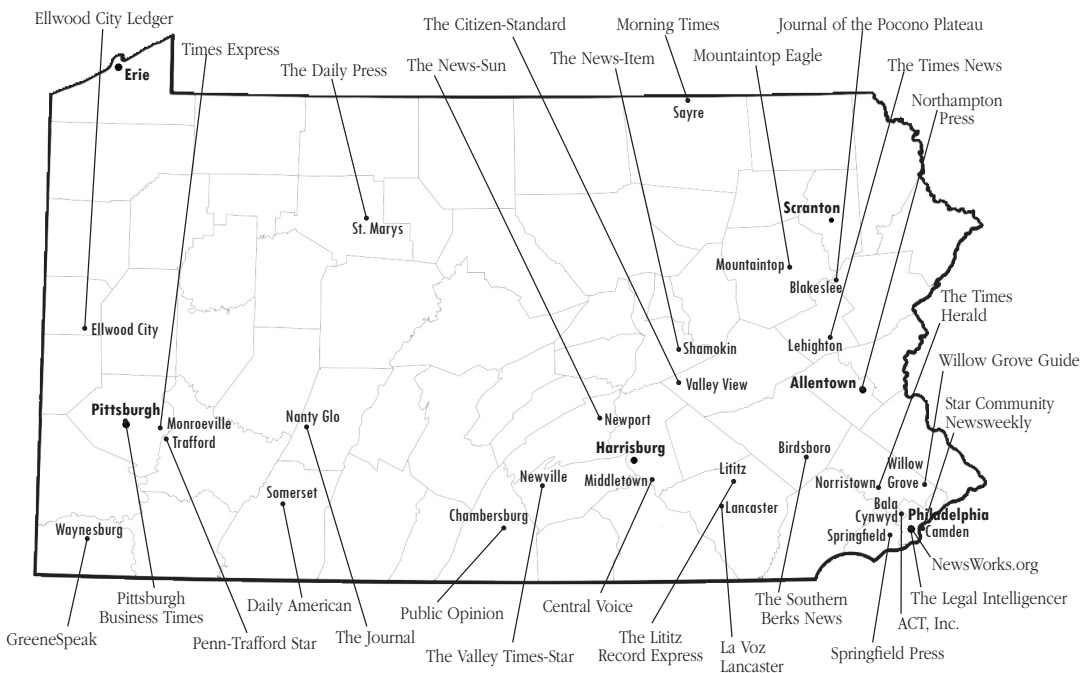 Ellwood City Ledger
The Citizen-Standard
Morning Times
Journal of the Pocono Plateau
Times Express
The Daily Press
The News-Sun
The News-Item
Mountaintop Eagle
The Times News
Northampton
Press
Erie
Sayre
St. Marys
Scranton
Mountaintop
Blakeslee
The Times
Herald
Ellwood City
Shamokin
Lehighton
Willow Grove Guide
Valley View
Allentown
Star Community
Newsweekly
Pittsburgh
Monroeville
Trafford
Nanty Glo
Newport
Harrisburg
Birdsboro
Willow
Grove
Norristown
Newville
Middletown
Lititz
Lancaster
Somerset
Chambersburg
Bala
Cynwyd
Philadelphia
Camden
Springfield
Waynesburg
NewsWorks.org
Pittsburgh
Business Times
Daily American
Public Opinion
Central Voice
The Southern
Berks News
The Legal Intelligencer
ACT, Inc.
GreeneSpeak
Penn-Trafford Star
The Journal
The Valley Times-Star
The Lititz
Record Express
La Voz
Lancaster
Springfield Press